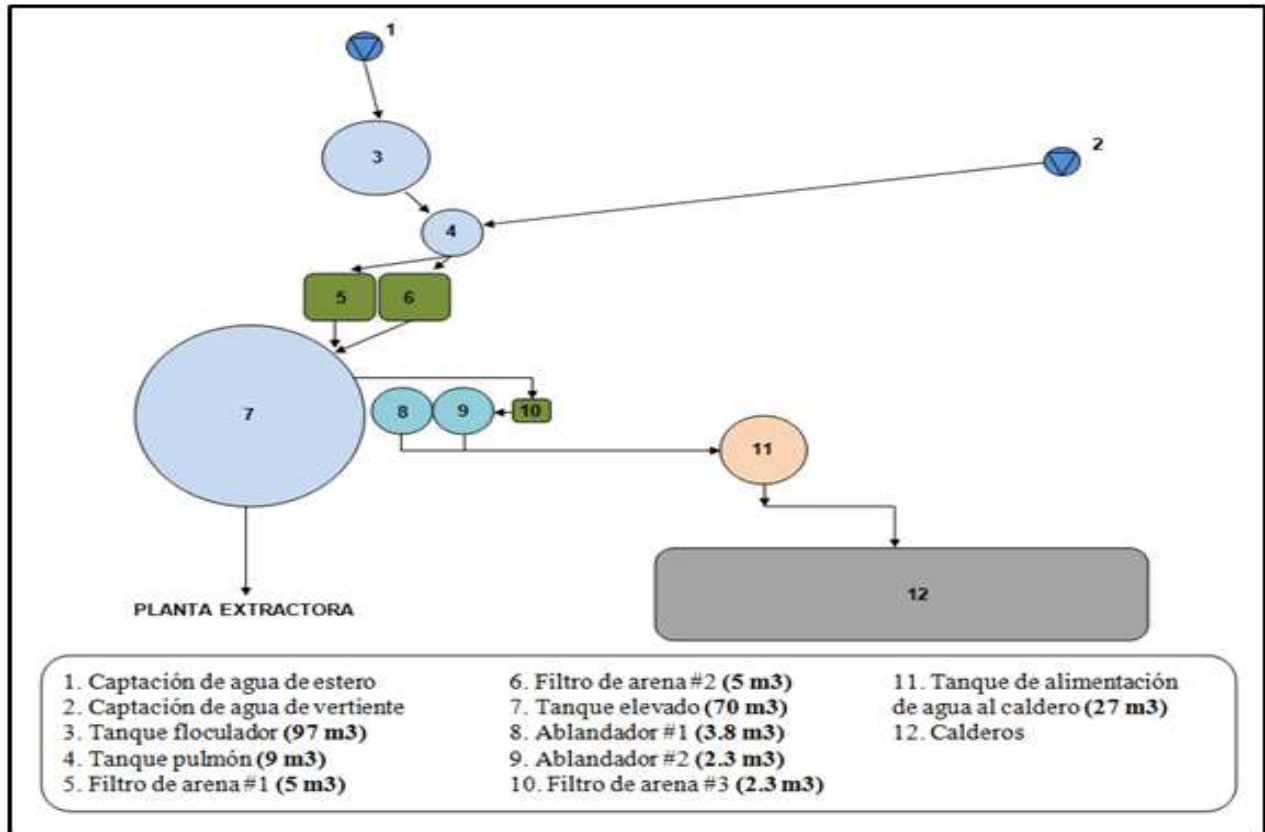 1
2
3
4
5
6
7
8
9
10
11
12
PLANTA EXTRACTORA
1. Captación de agua de estero
2. Captación de agua de vertiente
3. Tanque floculador (97 m3)
4. Tanque pulmón (9 m3)
5. Filtro de arena #1 (5 m3)
6. Filtro de arena #2 (5 m3)
7. Tanque elevado (70 m3)
8. Ablandador #1 (3.8 m3)
9. Ablandador #2 (2.3 m3)
10. Filtro de arena #3 (2.3 m3)
11. Tanque de alimentación
de agua al caldero (27 m3)
12. Calderos